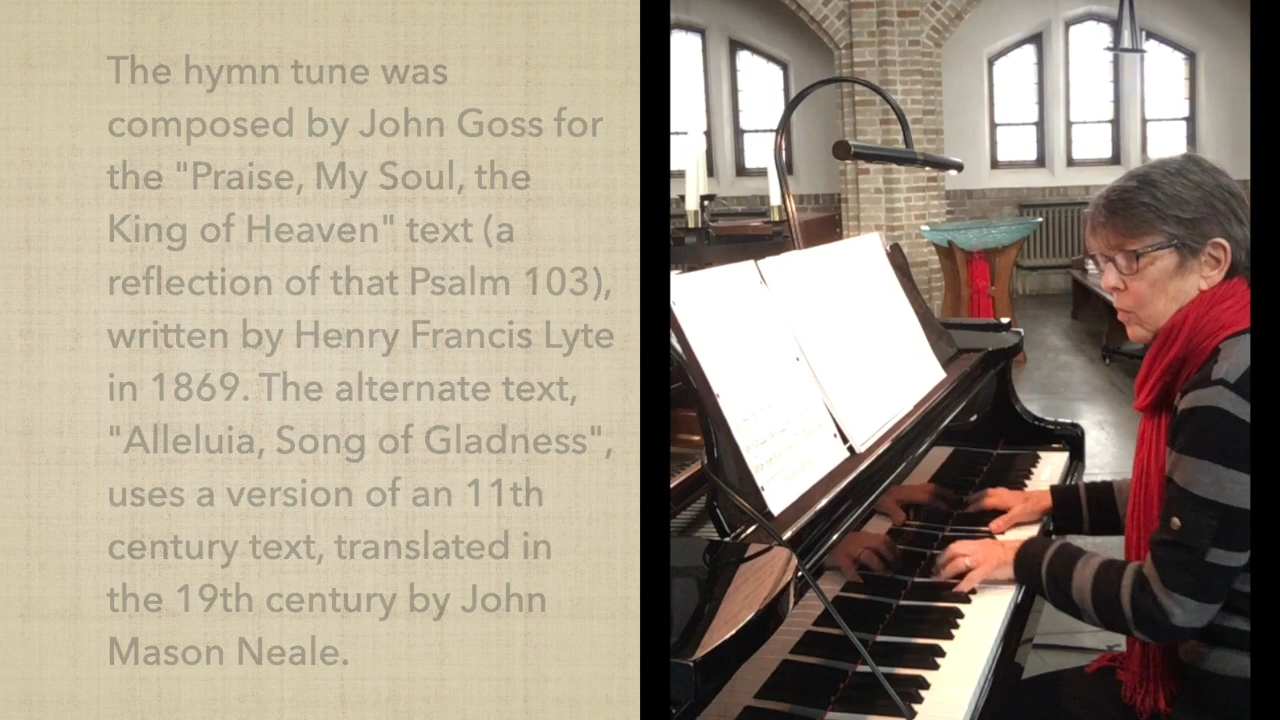 The hymn tune was
composed by John Goss for
the "Praise, My Soul, the
King of Heaven" text (a
reflection of that Psalm 103),
written by Henry Francis Lyte
in 1869. The alternate text,
"Alleluia, Song of Gladness",
uses a version of an 11th
century text, translated in
the 19th century by John
Mason Neale.